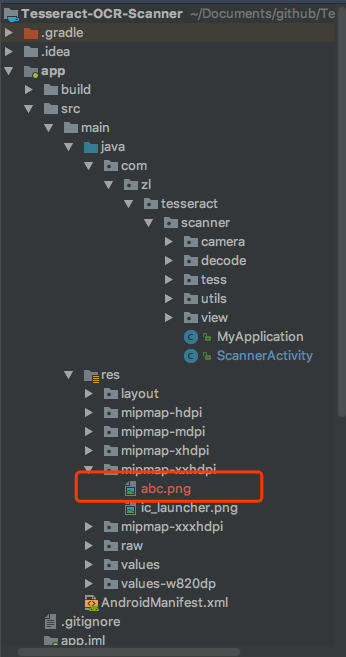 Tesseract-OCR-Scanner ~/Documents/github/Te
.gradle
.idea
app
build
src
main
java
com
zl
tesseract
scanner
camera
decode
tess
utils
view
MyApplication
ScannerActivity
res
layout
mipmap-hdpi
mipmap-mdpi
mipmap-xhdpi
mipmap-xxhdpi
abc.png
ic_launcher.png
mipmap-xxxhdpi
raw
values
values-w820dp
AndroidManifest.xml
.gitignore
app.iml